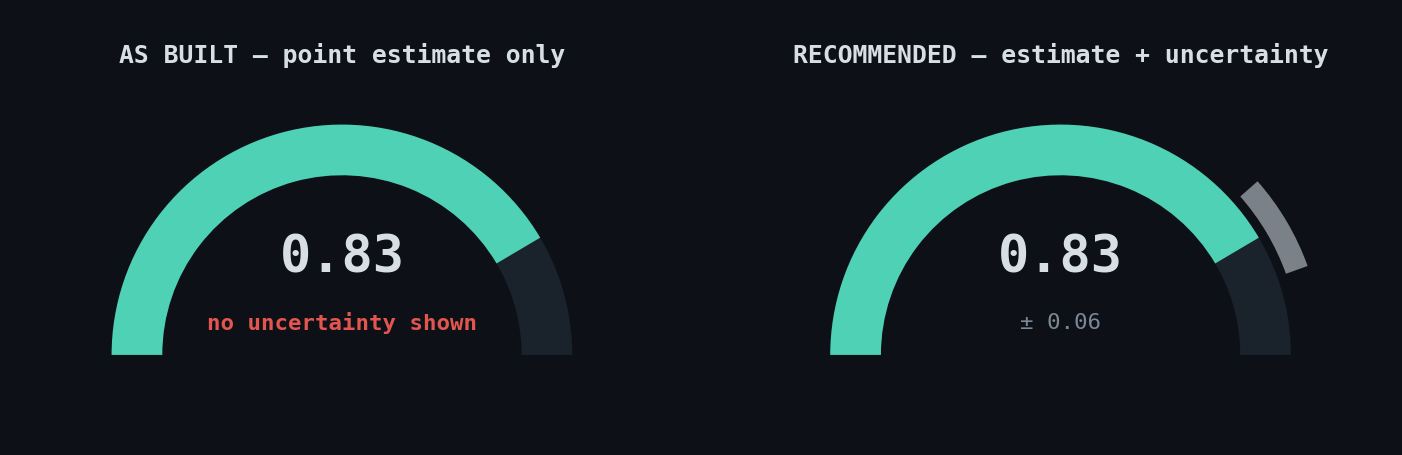 AS BUILT — point estimate only
0.83
no uncertainty shown
RECOMMENDED — estimate + uncertainty
0.83
± 0.06